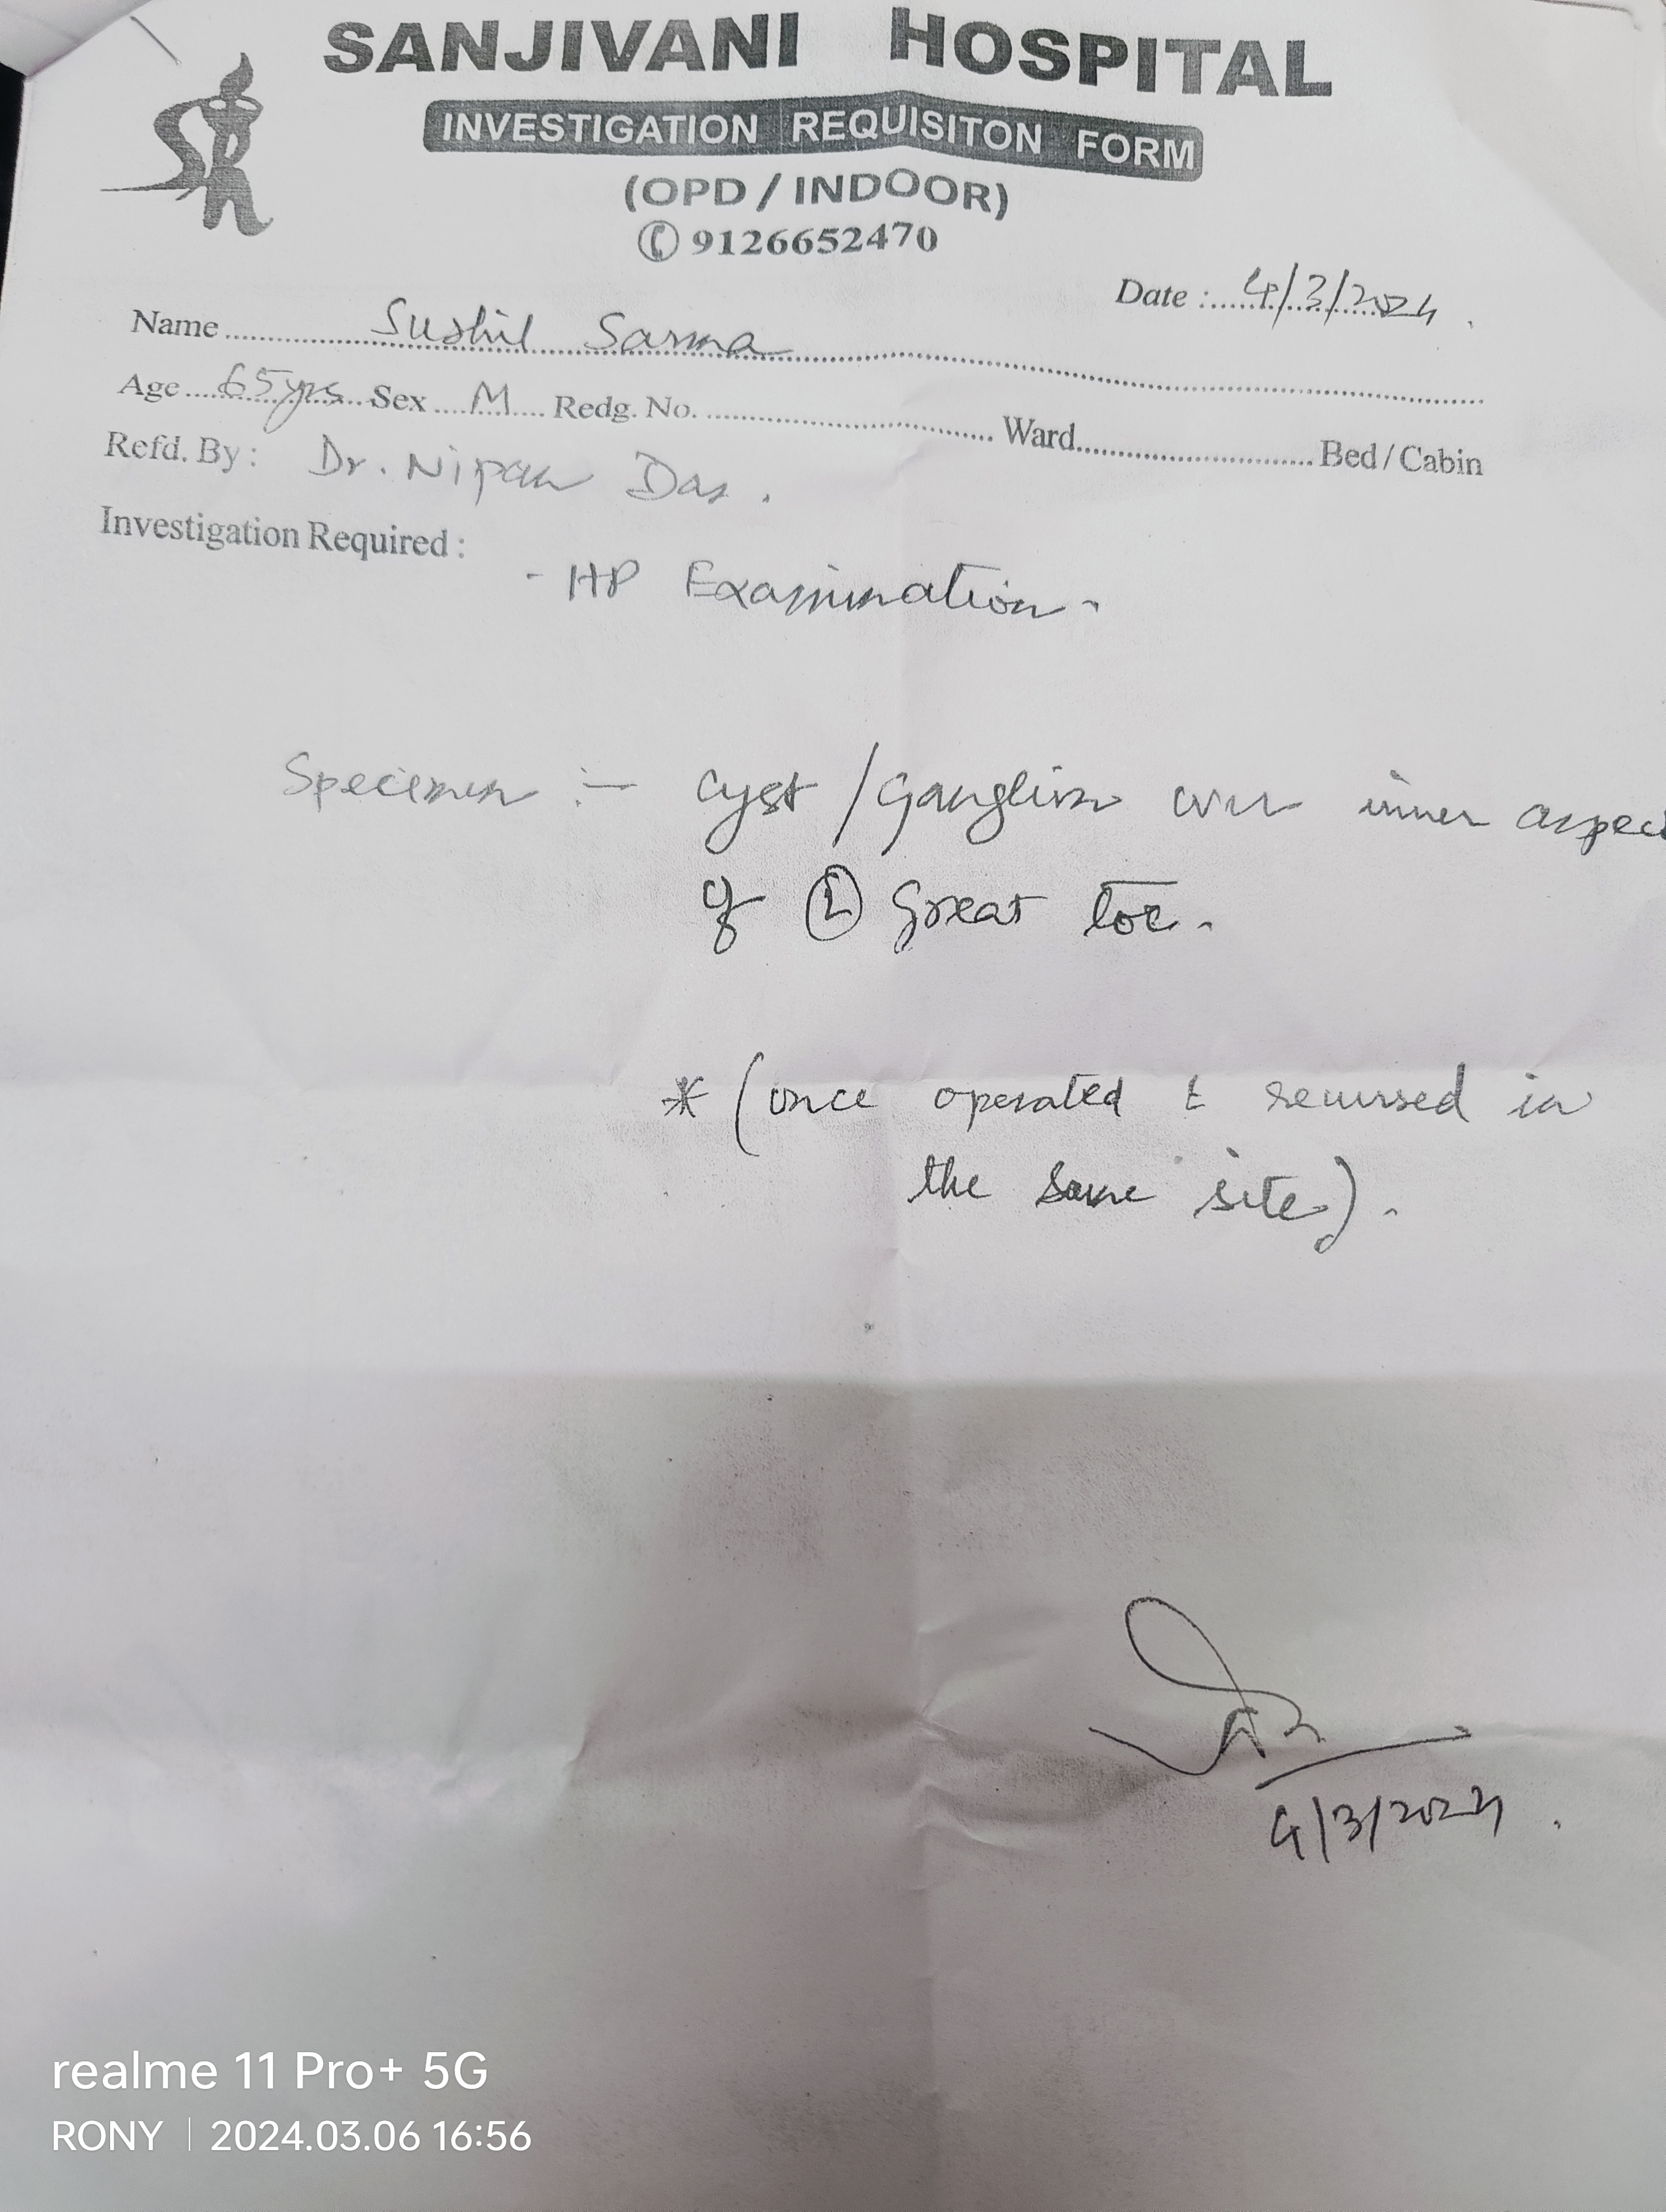 SANJIVANI HOSPITAL
INVESTIGATION REQUISITON FORM
(OPD / INDOOR)
9126652470
Date : 4/3/2024
Name Sushil Sarma
Age 65yrs Sex M Redg. No. Ward Bed / Cabin
Refd. By : Dr. Nipan Das.
Investigation Required :
- HP Examination -
Specimen :- Cyst / Ganglion over inner aspec
of (L) Great toe.
* (once operated & recurred in
the same site).
4/3/2024.
realme 11 Pro+ 5G
RONY | 2024.03.06 16:56